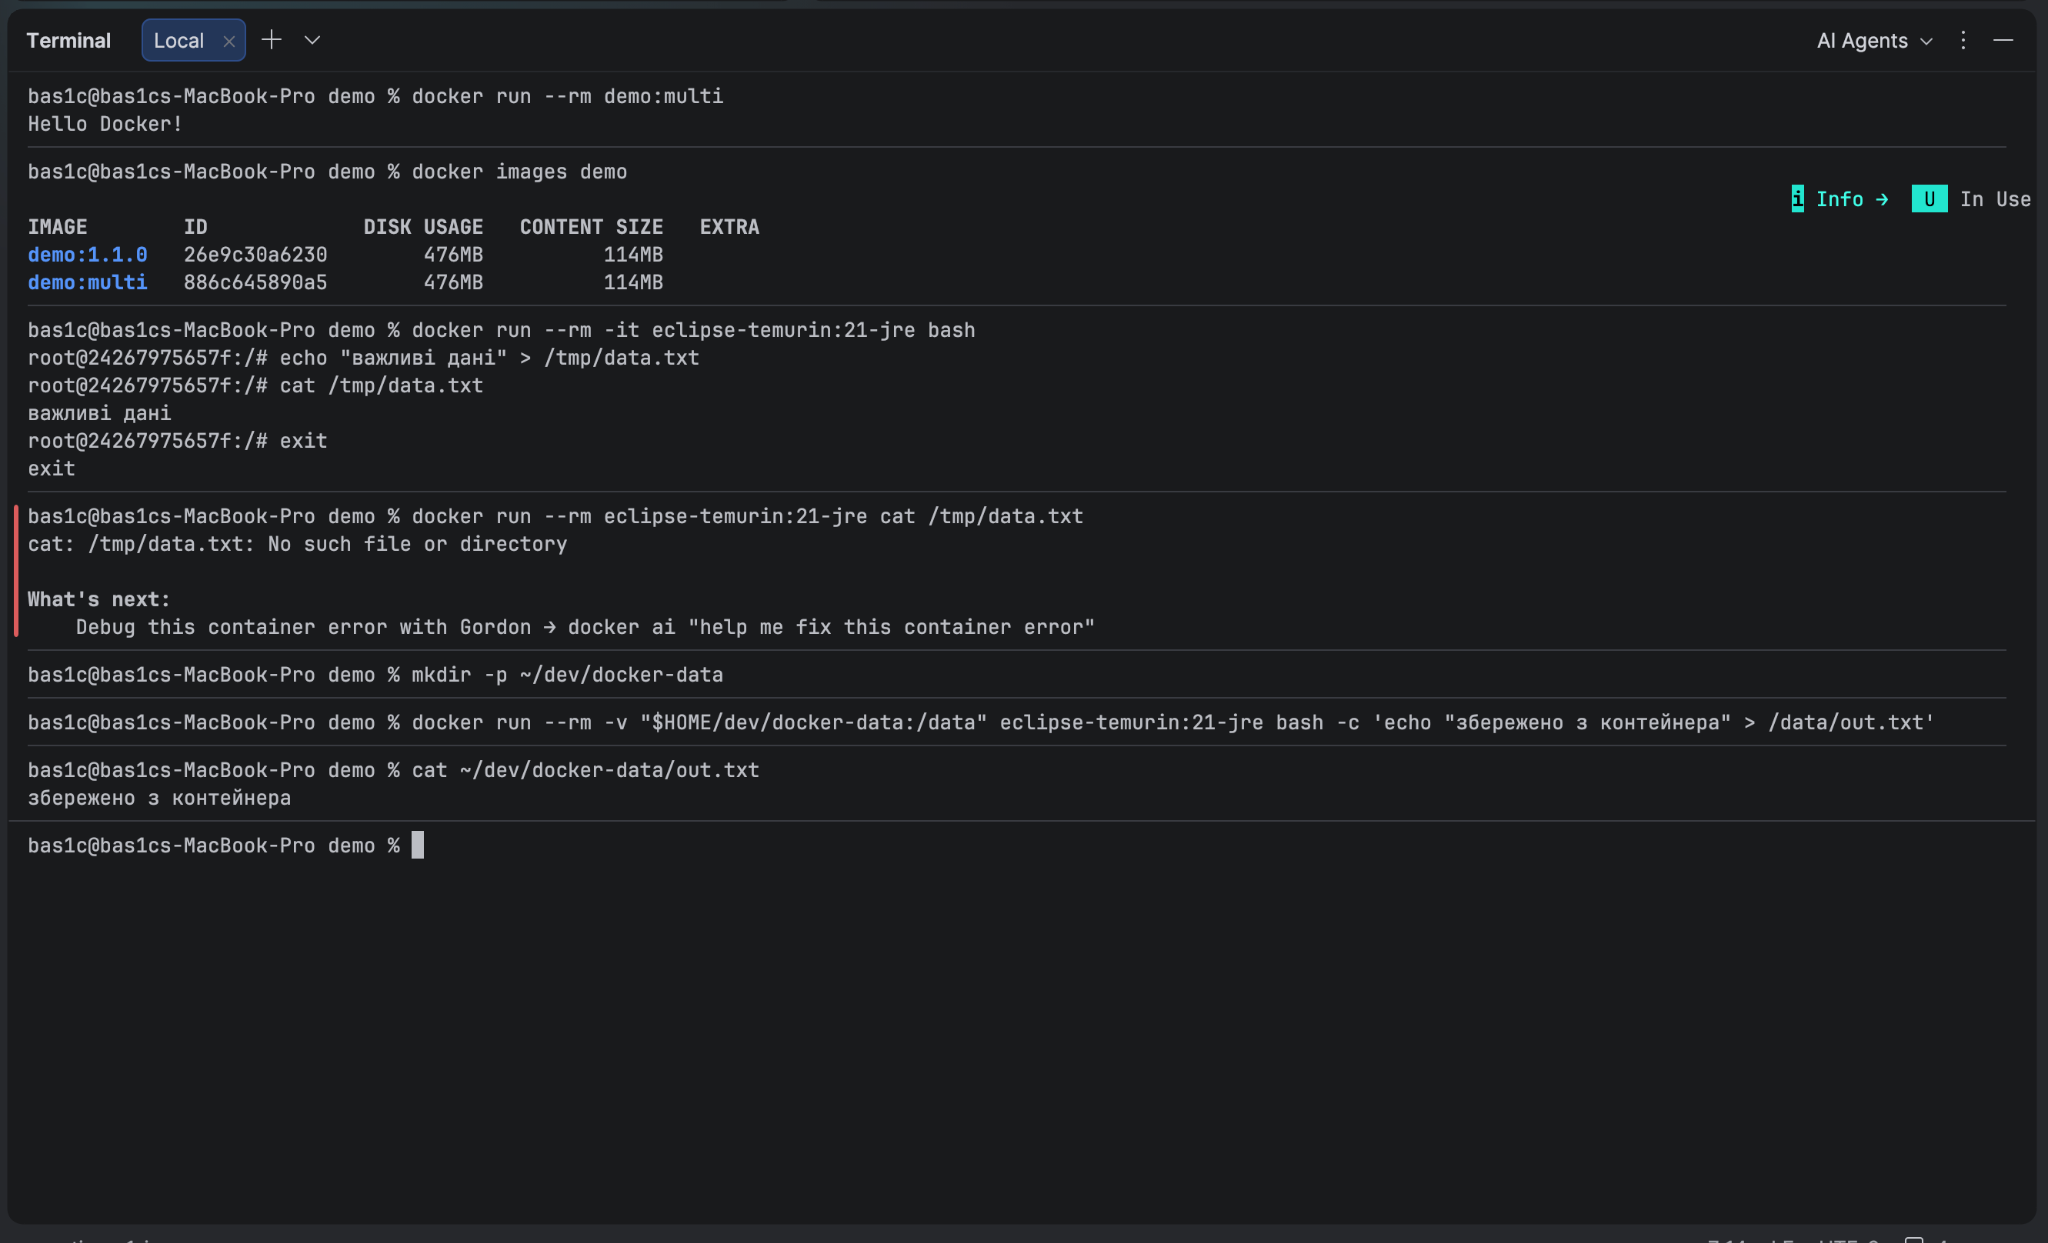 Terminal Local AI Agents
bas1c@bas1cs-MacBook-Pro demo % docker run --rm demo:multi
Hello Docker!
bas1c@bas1cs-MacBook-Pro demo % docker images demo
i Info → U In Use
IMAGE ID DISK USAGE CONTENT SIZE EXTRA
demo:1.1.0 26e9c30a6230 476MB 114MB
demo:multi 886c645890a5 476MB 114MB
bas1c@bas1cs-MacBook-Pro demo % docker run --rm -it eclipse-temurin:21-jre bash
root@24267975657f:/# echo "важливі дані" > /tmp/data.txt
root@24267975657f:/# cat /tmp/data.txt
важливі дані
root@24267975657f:/# exit
exit
bas1c@bas1cs-MacBook-Pro demo % docker run --rm eclipse-temurin:21-jre cat /tmp/data.txt
cat: /tmp/data.txt: No such file or directory
What's next:
Debug this container error with Gordon → docker ai "help me fix this container error"
bas1c@bas1cs-MacBook-Pro demo % mkdir -p ~/dev/docker-data
bas1c@bas1cs-MacBook-Pro demo % docker run --rm -v "$HOME/dev/docker-data:/data" eclipse-temurin:21-jre bash -c 'echo "збережено з контейнера" > /data/out.txt'
bas1c@bas1cs-MacBook-Pro demo % cat ~/dev/docker-data/out.txt
збережено з контейнера
bas1c@bas1cs-MacBook-Pro demo %